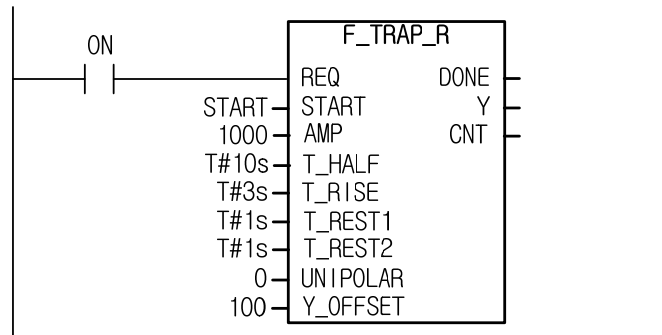 F_TRAP_R
ON
REQ DONE
START START Y
1000 AMP CNT
T#10s T_HALF
T#3s T_RISE
T#1s T_REST1
T#1s T_REST2
0 UNIPOLAR
100 Y_OFFSET